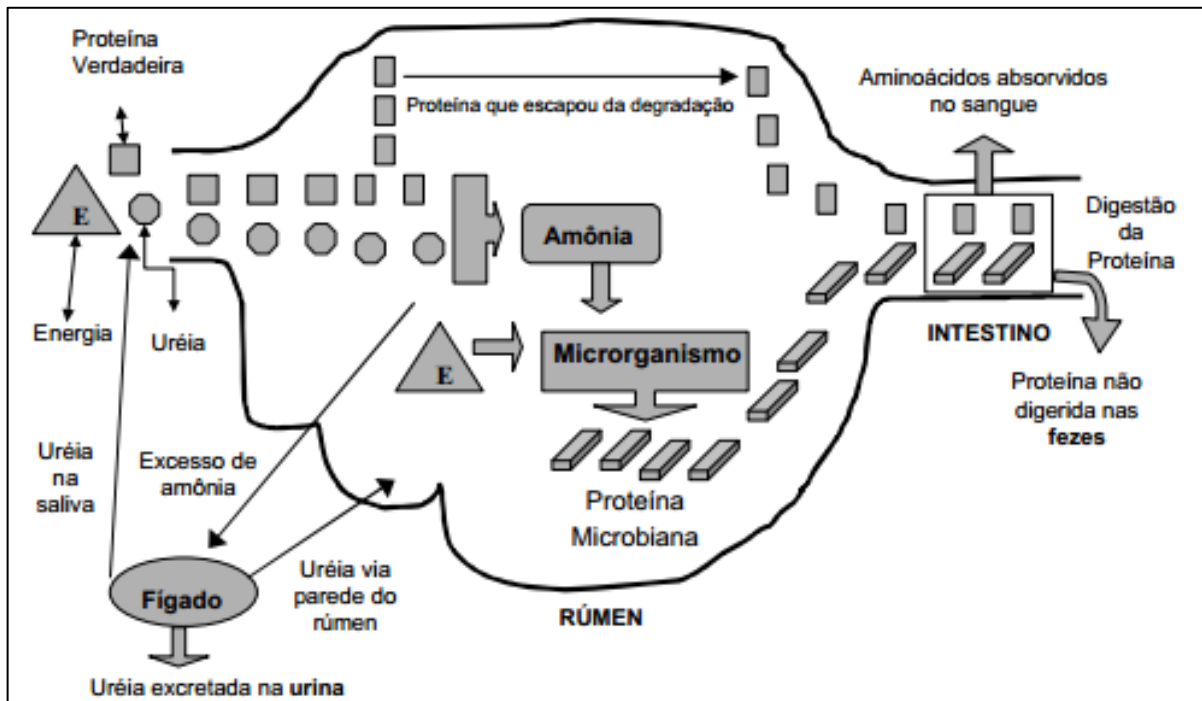 Proteína
Verdadeira
Proteína que escapou da degradação
Aminoácidos absorvidos
no sangue
E
Amônia
Digestão
da
Proteína
Energia
Uréia
E
Microrganismo
INTESTINO
Proteína não
digerida nas
fezes
Uréia
na
saliva
Excesso de
amônia
Proteína
Microbiana
Fígado
Uréia via
parede do
rúmen
RÚMEN
Uréia excretada na urina